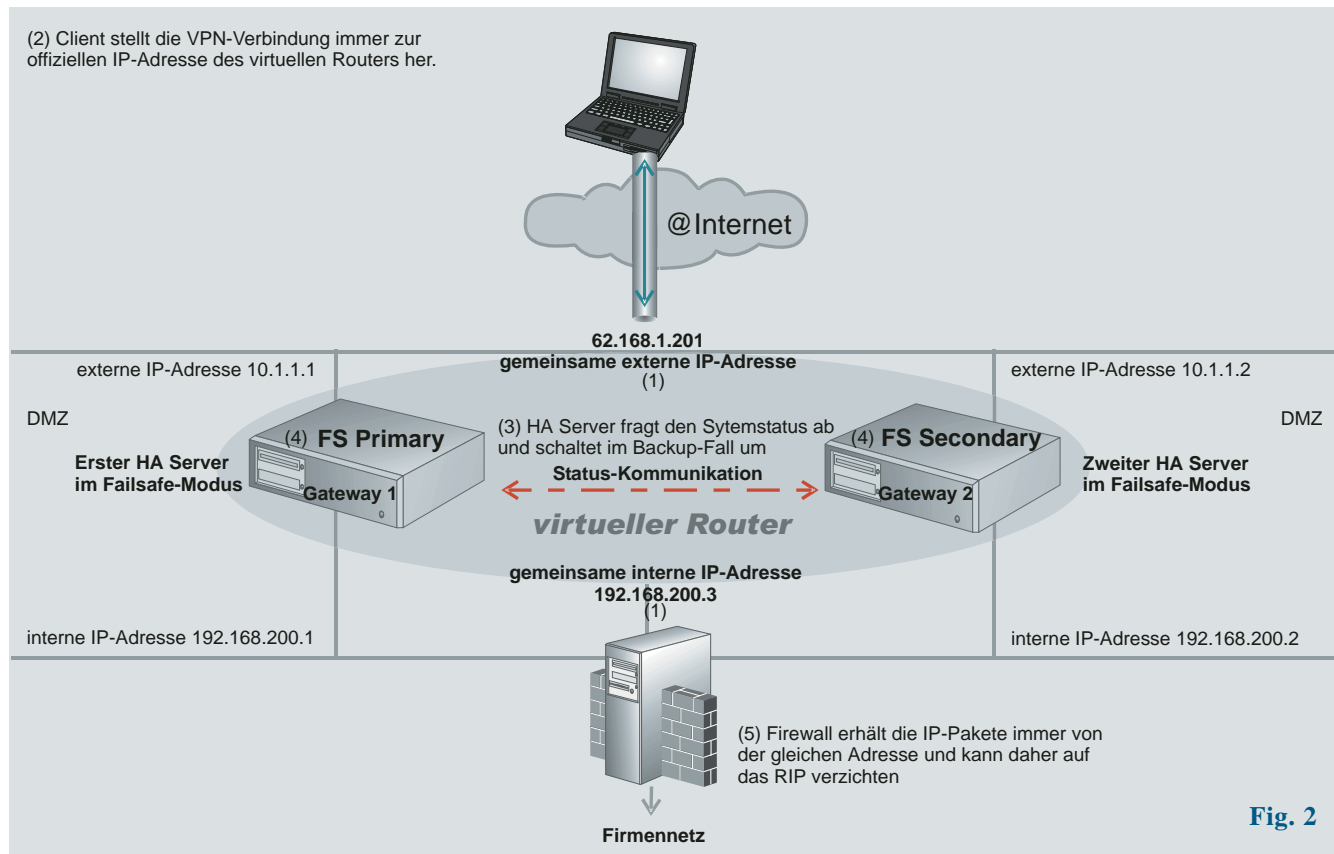 (2) Client stellt die VPN-Verbindung immer zur
offiziellen IP-Adresse des virtuellen Routers her.
@Internet
62.168.1.201
gemeinsame externe IP-Adresse
(1)
externe IP-Adresse 10.1.1.1
externe IP-Adresse 10.1.1.2
DMZ
DMZ
(4) FS Primary
Gateway 1
Erster HA Server
im Failsafe-Modus
(3) HA Server fragt den Sytemstatus ab
und schaltet im Backup-Fall um
Status-Kommunikation
virtueller Router
(4) FS Secondary
Gateway 2
Zweiter HA Server
im Failsafe-Modus
gemeinsame interne IP-Adresse
192.168.200.3
(1)
interne IP-Adresse 192.168.200.1
interne IP-Adresse 192.168.200.2
(5) Firewall erhält die IP-Pakete immer von
der gleichen Adresse und kann daher auf
das RIP verzichten
Firmennetz
Fig. 2